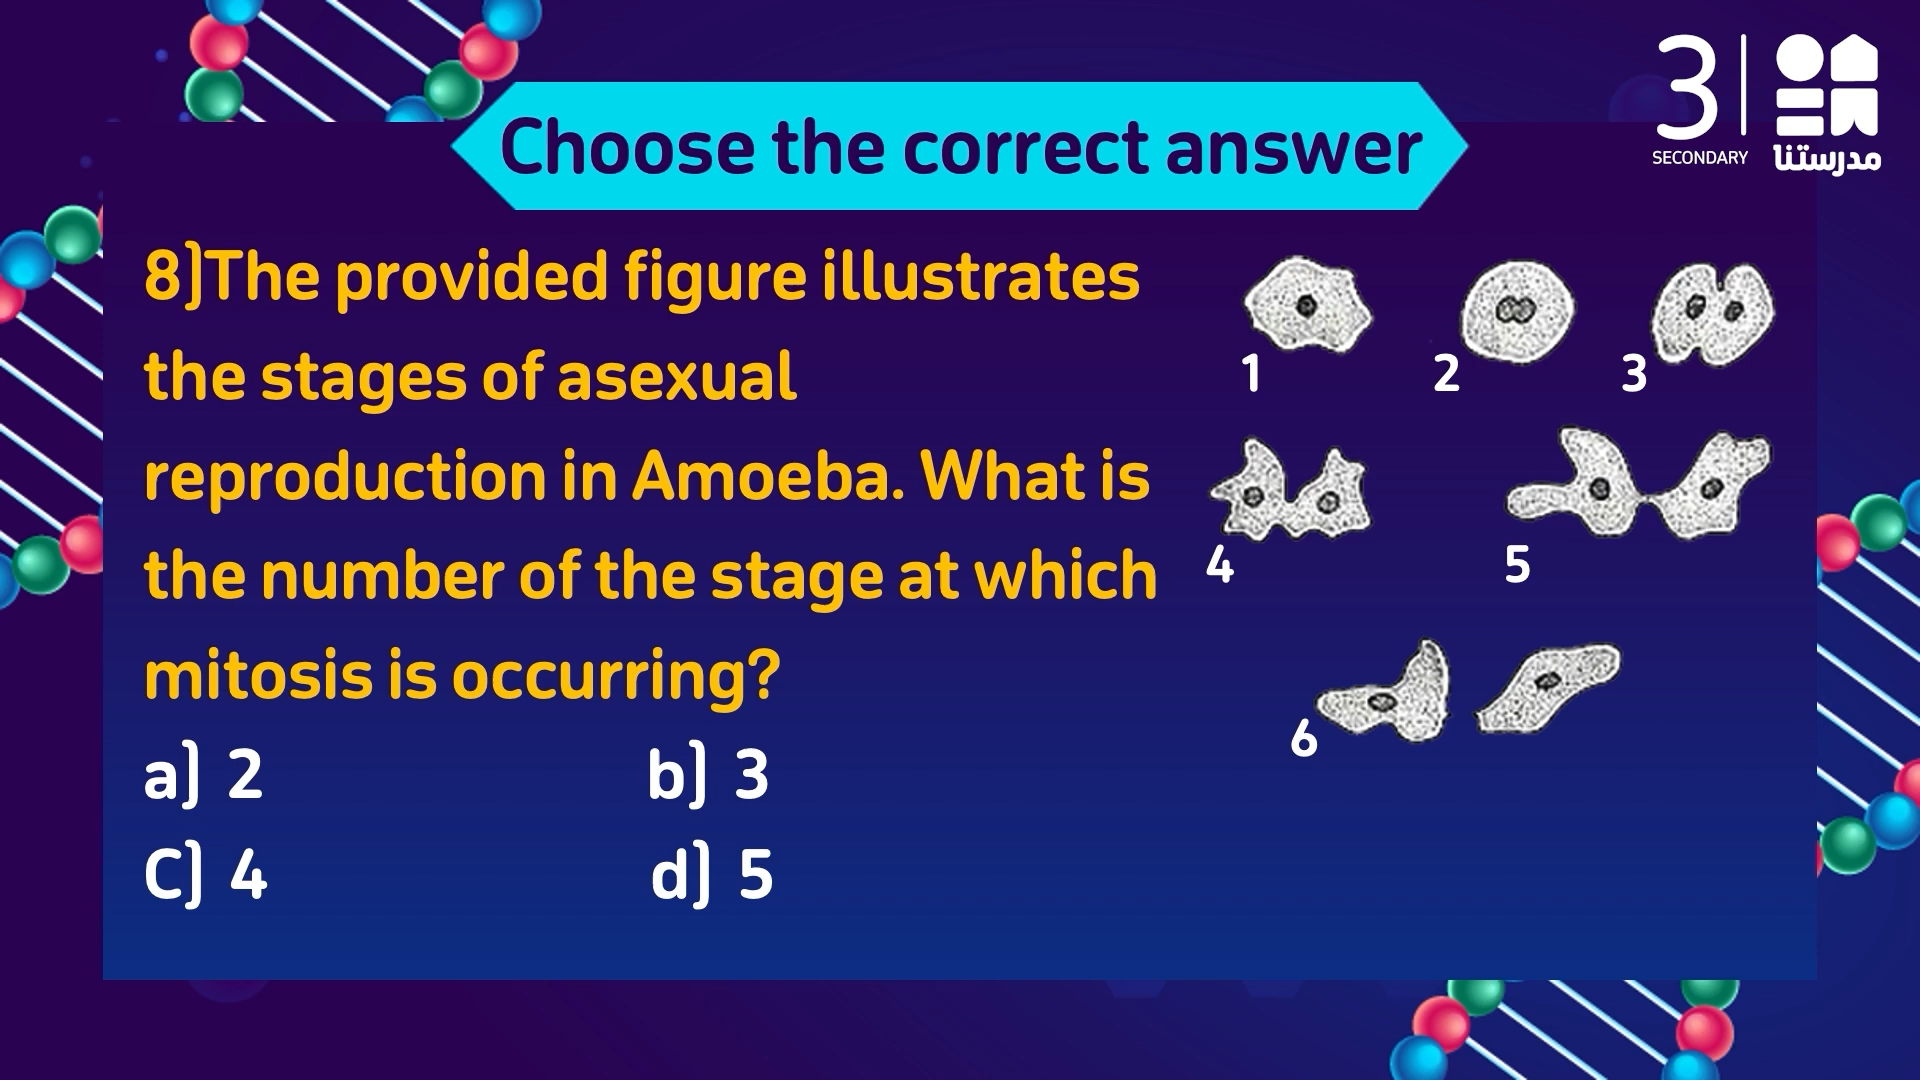 3
SECONDARY
مدرستنا
Choose the correct answer
8)The provided figure illustrates
the stages of asexual
reproduction in Amoeba. What is
the number of the stage at which
mitosis is occurring?
a) 2
b) 3
C) 4
d) 5
1
2
3
4
5
6